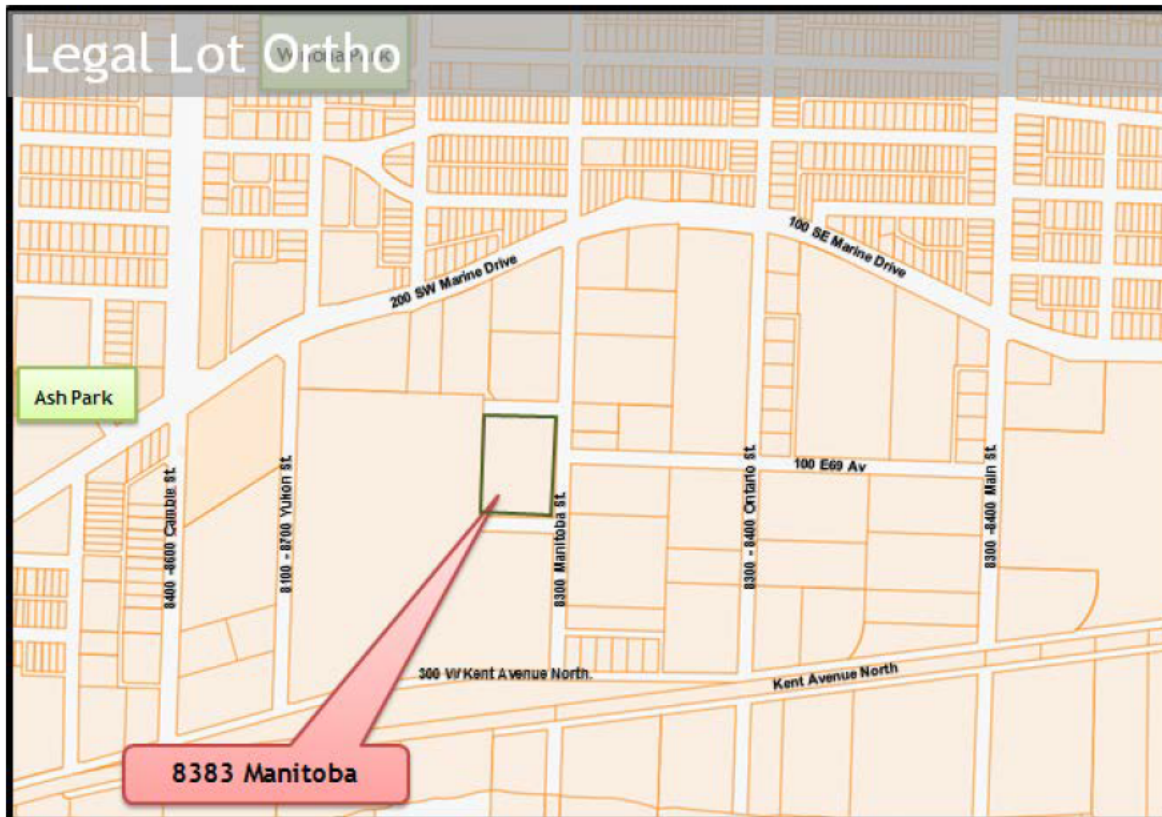 Legal Lot Ortho
Winona Park
200 SW Marine Drive
100 SE Marine Drive
Ash Park
8400 -8600 Cambie St.
8100 - 8700 Yukon St.
8300 Manitoba St.
8300 - 8400 Ontario St.
8300 -8400 Main St.
100 E69 Av
300 W Kent Avenue North.
Kent Avenue North
8383 Manitoba